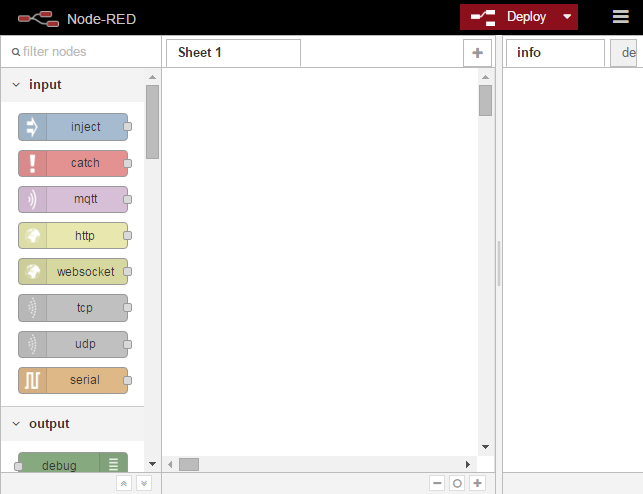 Node-RED
Deploy
filter nodes
Sheet 1
info
de
input
inject
catch
mqtt
http
websocket
tcp
udp
serial
output
debug